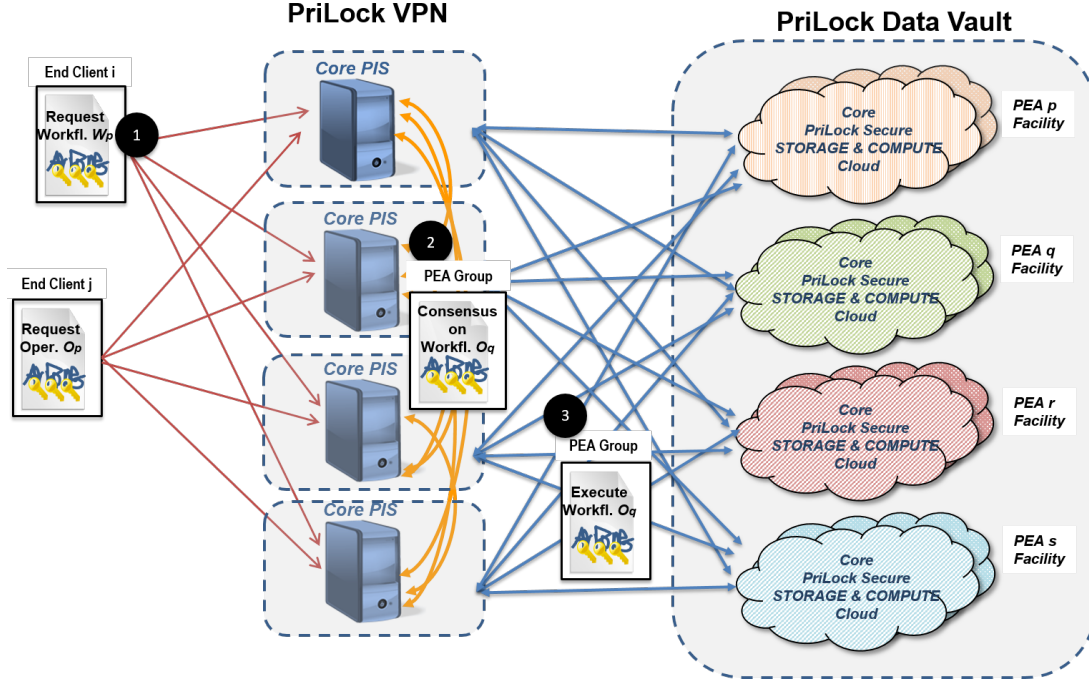 PriLock VPN
PriLock Data Vault
End Client i
Request
Workfl. Wp
1
End Client j
Request
Oper. Op
Core PIS
Core PIS
2
PEA Group
Consensus
on
Workfl. Oq
Core PIS
Core PIS
3
PEA Group
Execute
Workfl. Oq
Core
PriLock Secure
STORAGE & COMPUTE
Cloud
PEA p
Facility
Core
PriLock Secure
STORAGE & COMPUTE
Cloud
PEA q
Facility
Core
PriLock Secure
STORAGE & COMPUTE
Cloud
PEA r
Facility
Core
PriLock Secure
STORAGE & COMPUTE
Cloud
PEA s
Facility